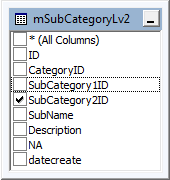 mSubCategoryLv2
* (All Columns)
ID
CategoryID
SubCategory1ID
SubCategory2ID
SubName
Description
NA
datecreate